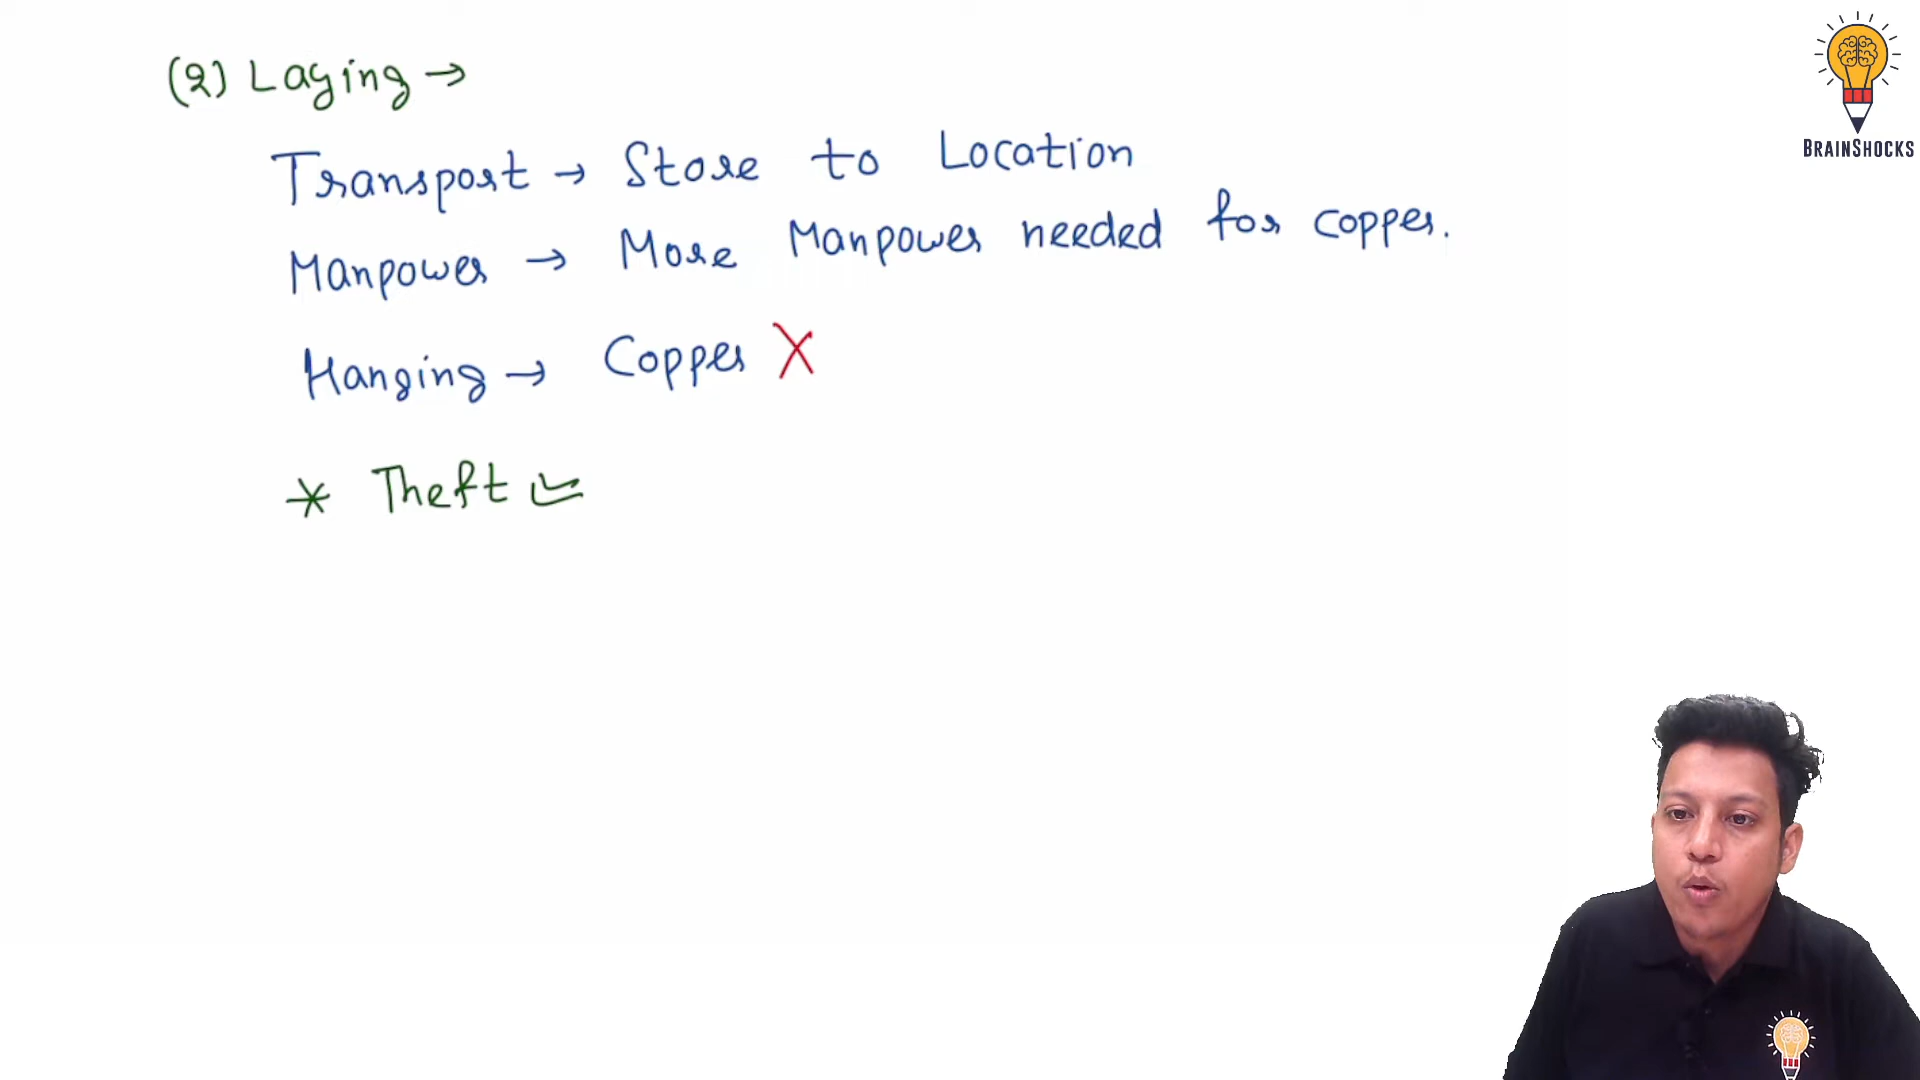 BRAINSHOCKS
(2) Laying →
Transport → Store to Location
Manpower → More Manpower needed for copper.
Hanging → Copper X
* Theft